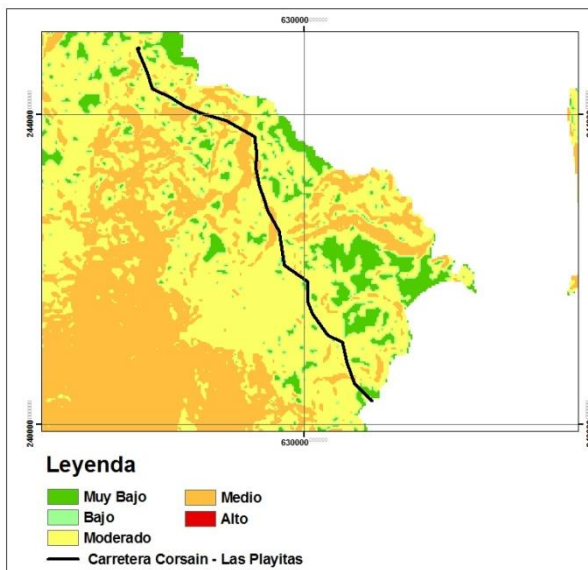 630000
244000
240000
630000
Leyenda
Muy Bajo
Medio
Bajo
Alto
Moderado
Carretera Corsain - Las Playitas